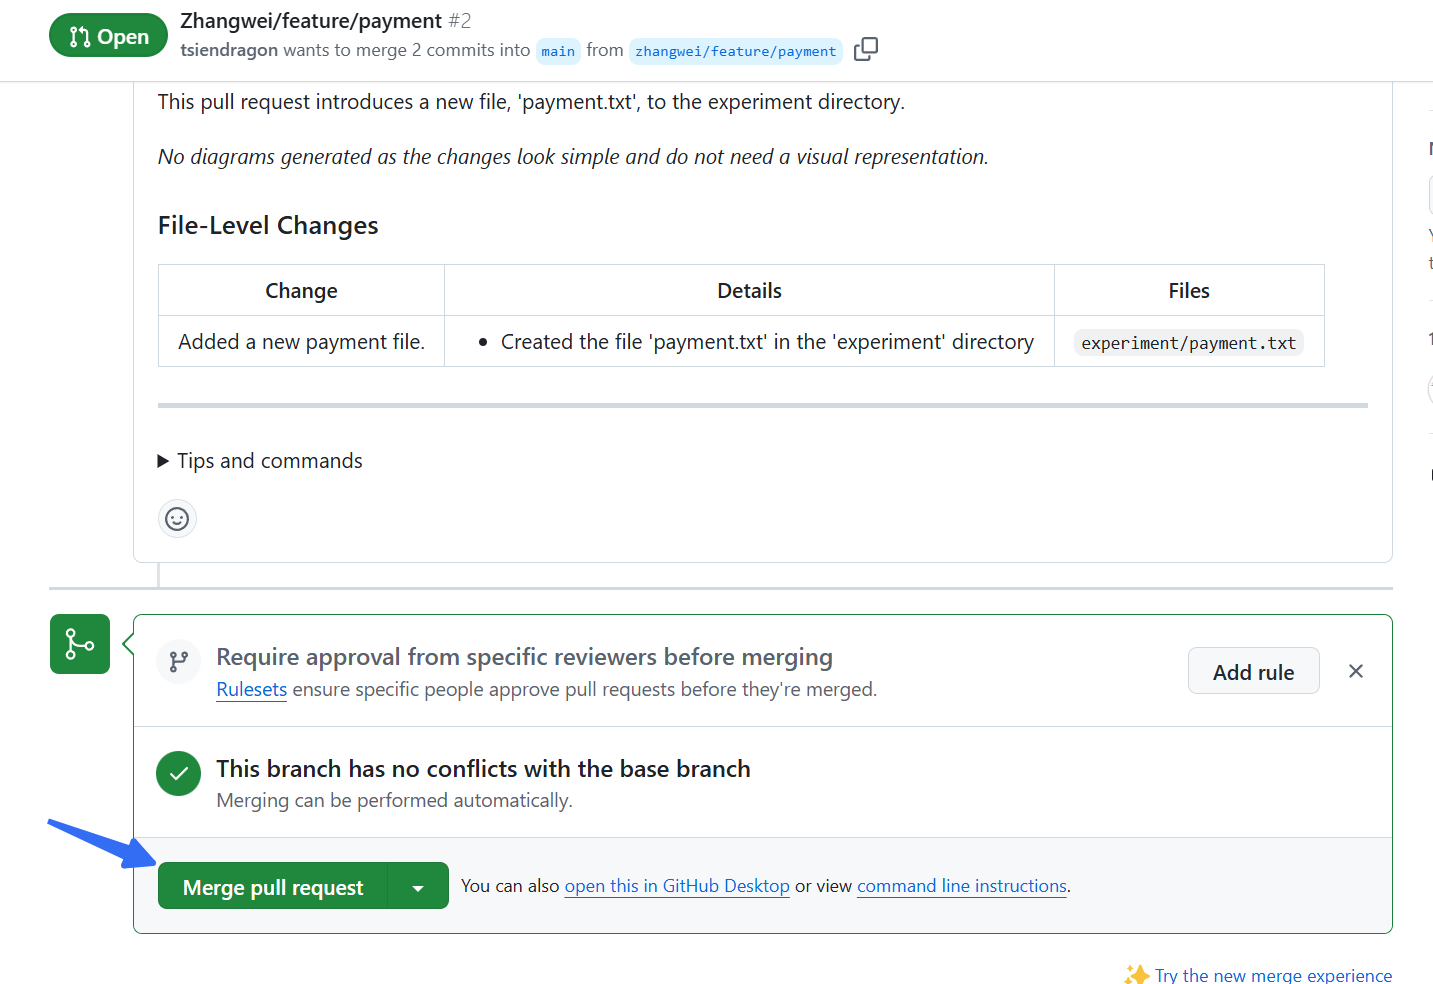 Open
Zhangwei/feature/payment #2
tsiendragon wants to merge 2 commits into main from zhangwei/feature/payment
This pull request introduces a new file, 'payment.txt', to the experiment directory.
No diagrams generated as the changes look simple and do not need a visual representation.
File-Level Changes
Change Details Files
Added a new payment file. • Created the file 'payment.txt' in the 'experiment' directory experiment/payment.txt
Tips and commands
Require approval from specific reviewers before merging
Rulesets ensure specific people approve pull requests before they're merged.
Add rule
This branch has no conflicts with the base branch
Merging can be performed automatically.
Merge pull request
You can also open this in GitHub Desktop or view command line instructions.
Try the new merge experience